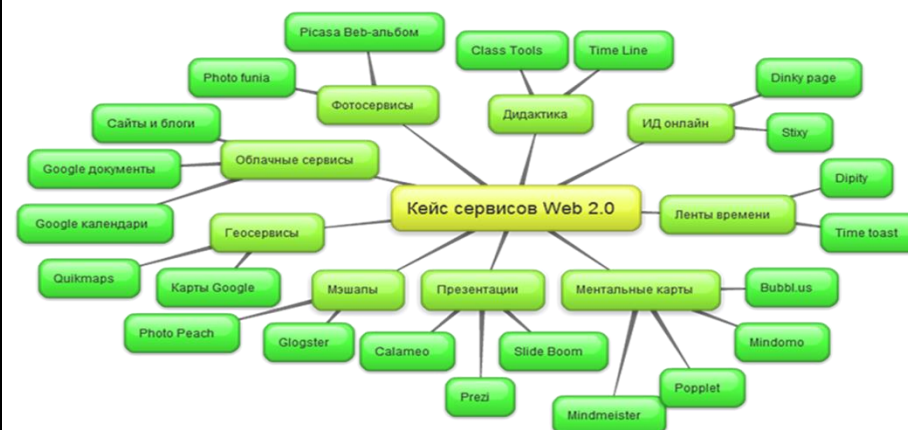 Picasa Веб-альбом
Class Tools
Time Line
Photo funia
Dinky page
Фотосервисы
Дидактика
ИД онлайн
Сайты и блоги
Stixy
Облачные сервисы
Google документы
Dipity
Кейс сервисов Web 2.0
Ленты времени
Google календари
Геосервисы
Time toast
Quikmaps
Карты Google
Мэшапы
Презентации
Ментальные карты
Bubbl.us
Photo Peach
Glogster
Calameo
Slide Boom
Mindomo
Prezi
Popplet
Mindmeister